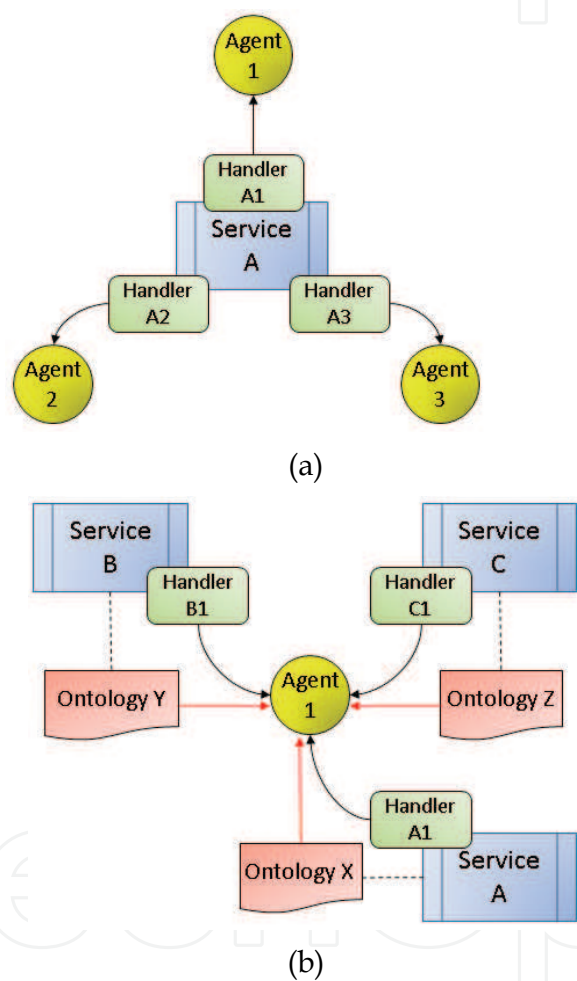 Agent
1
Handler
A1
Service
A
Handler
A2
Handler
A3
Agent
2
Agent
3
(a)
Service
B
Service
C
Handler
B1
Handler
C1
Agent
1
Ontology Y
Ontology Z
Handler
A1
Ontology X
Service
A
(b)